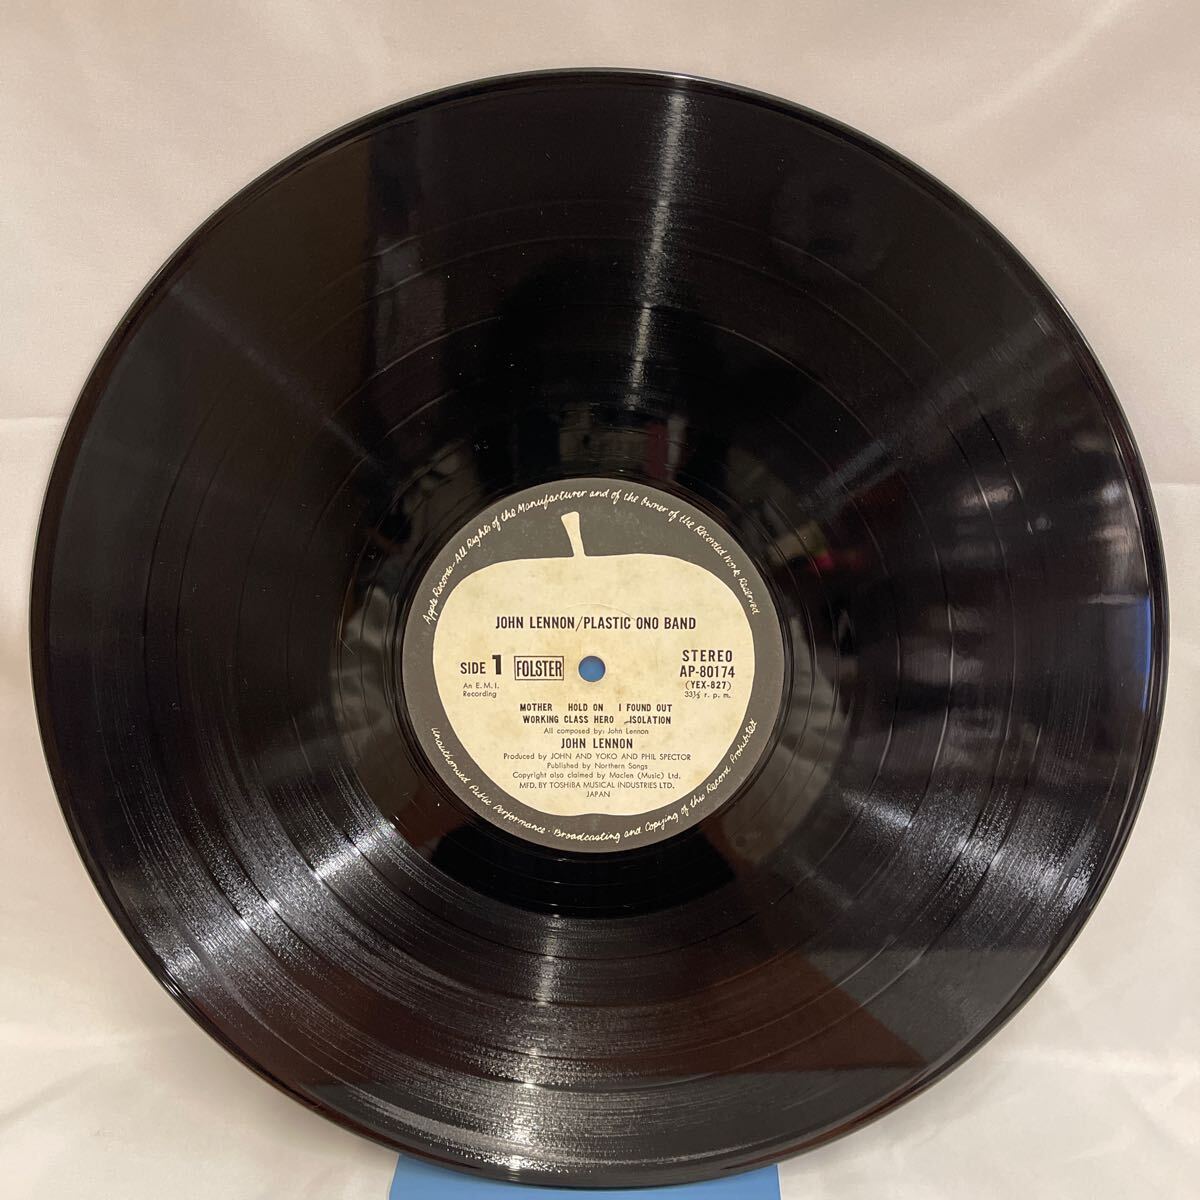 Apple Records · All Rights of the Manufacturer and of the Owner of the Recorded Work Reserved
JOHN LENNON/PLASTIC ONO BAND
SIDE 1 FOLSTER
An E.M.I.
Recording
STEREO
AP-80174
(YEX-827)
33⅓ r. p. m.
MOTHER HOLD ON I FOUND OUT
WORKING CLASS HERO ISOLATION
All composed by: John Lennon
JOHN LENNON
Produced by JOHN AND YOKO AND PHIL SPECTOR
Published by Northern Songs
Copyright also claimed by Maclen (Music) Ltd.
MFD. BY TOSHIBA MUSICAL INDUSTRIES LTD.
JAPAN
Unauthorised Public Performance · Broadcasting and Copying of this Record Prohibited